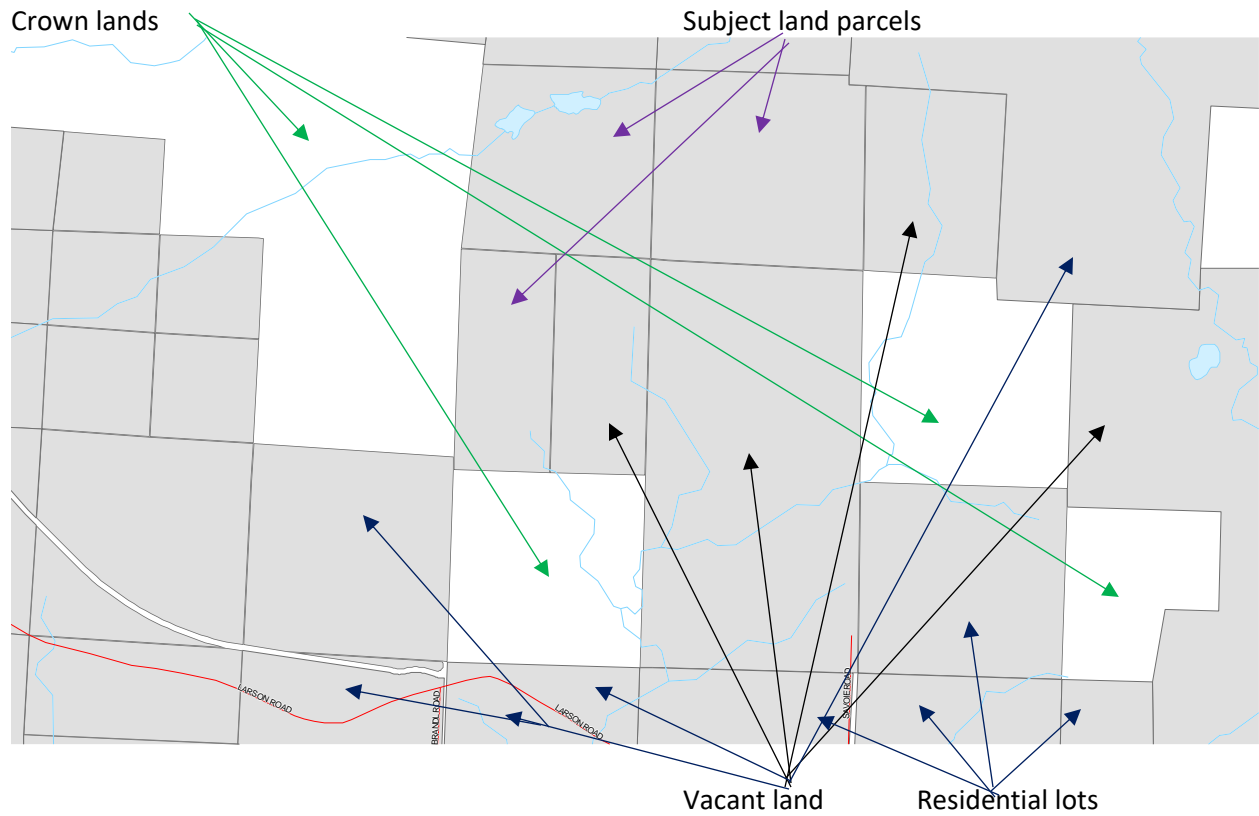 Crown lands
Subject land parcels
SAVOIE ROAD
LARSON ROAD
BRANDL ROAD
LARSON ROAD
Vacant land
Residential lots